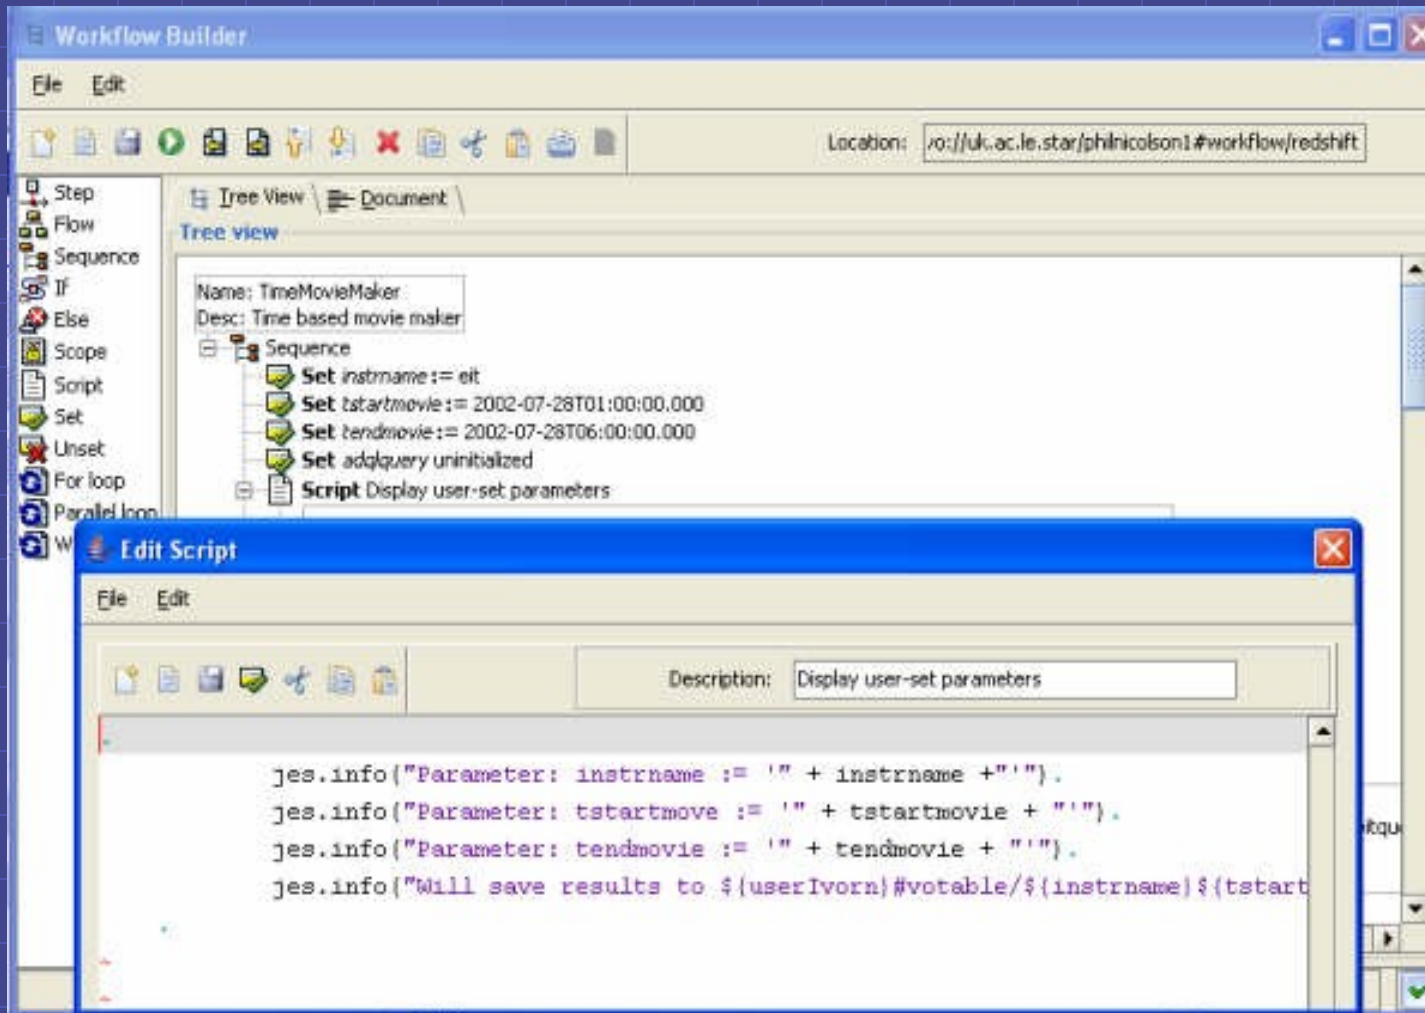 Workflow Builder
File Edit
Location: vo://uk.ac.le.star/philnicolson1#workflow/redshift
Step
Flow
Sequence
If
Else
Scope
Script
Set
Unset
For loop
Parallel loop
W
Tree View Document
Tree view
Name: TimeMovieMaker
Desc: Time based movie maker
Sequence
Set instrname := eit
Set tstartmovie := 2002-07-28T01:00:00.000
Set tendmovie := 2002-07-28T06:00:00.000
Set adqlquery uninitialized
Script Display user-set parameters
Edit Script
File Edit
Description: Display user-set parameters
jes.info("Parameter: instrname := '" + instrname +"'").
jes.info("Parameter: tstartmove := '" + tstartmovie + "'").
jes.info("Parameter: tendmovie := '" + tendmovie + "'").
jes.info("Will save results to ${userIvorn}#votable/${instrname}${tstart
itqu